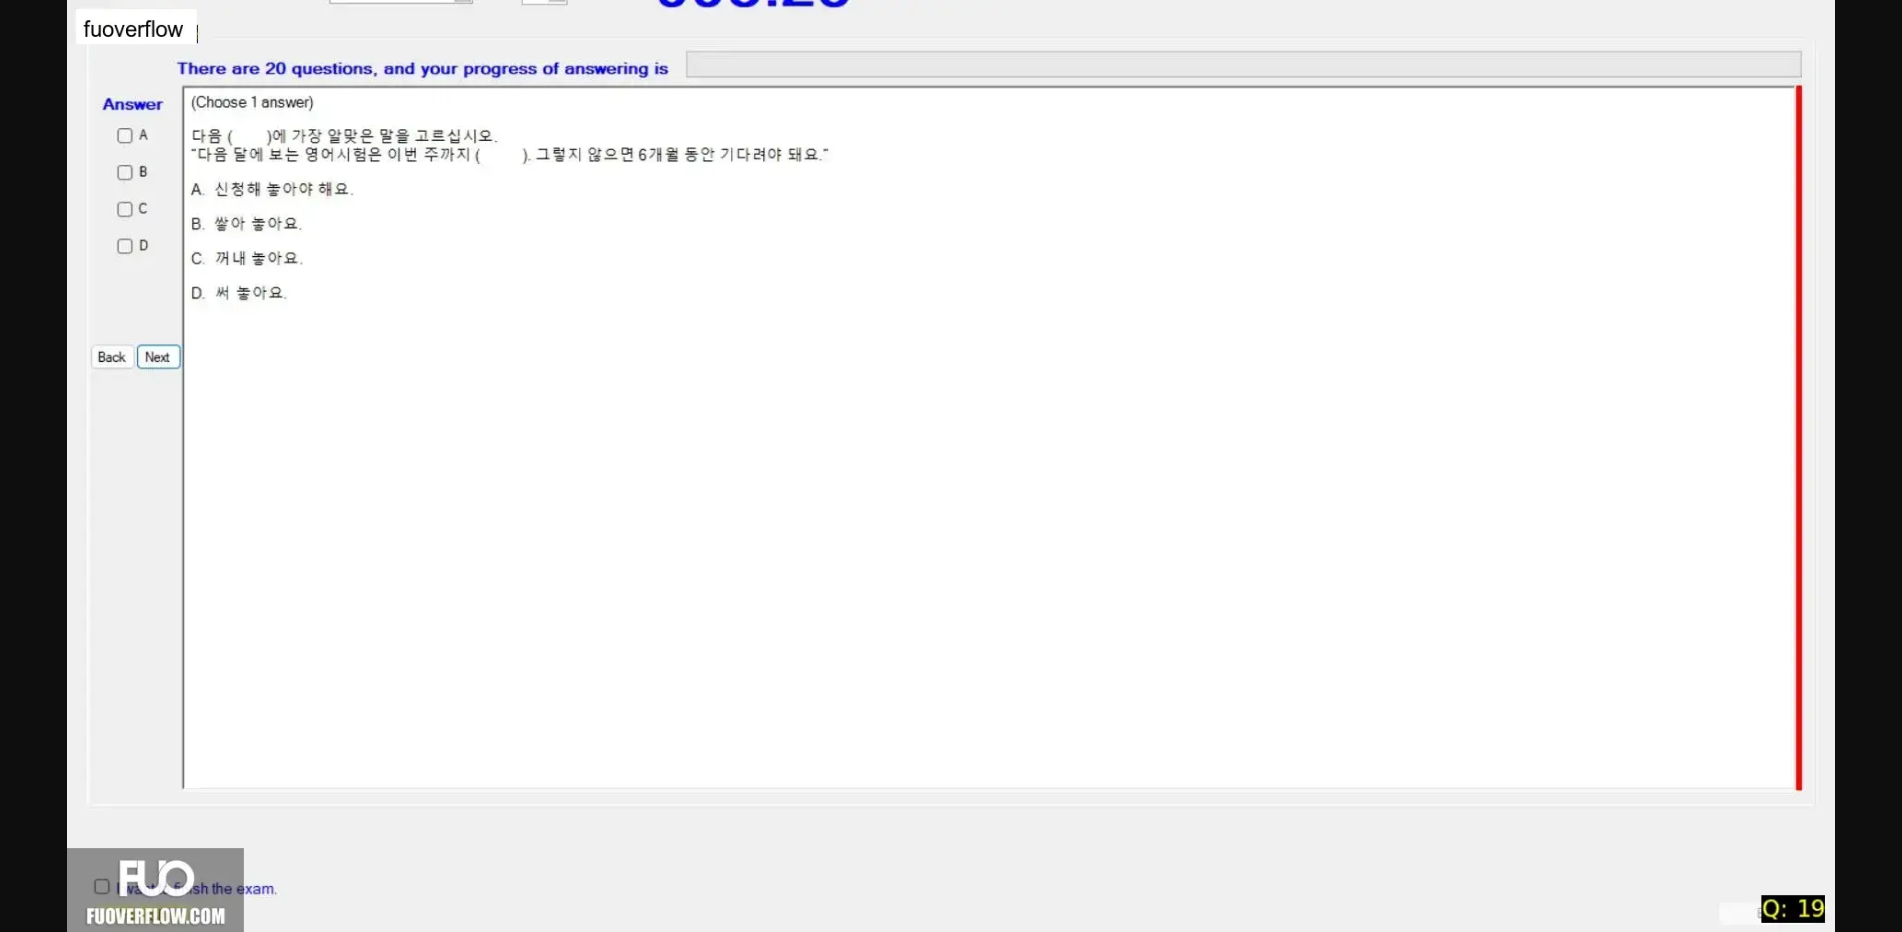 fuoverflow
There are 20 questions, and your progress of answering is
Answer
(Choose 1 answer)
A
다음 (    )에 가장 알맞은 말을 고르십시오.
"다음 달에 보는 영어시험은 이번 주까지 (    ). 그렇지 않으면 6개월 동안 기다려야 돼요."
B
A. 신청해 놓아야 해요.
C
B. 쌓아 놓아요.
D
C. 꺼내 놓아요.
D. 써 놓아요.
Back Next
FUO
the exam.
FUOVERFLOW.COM
Q: 19